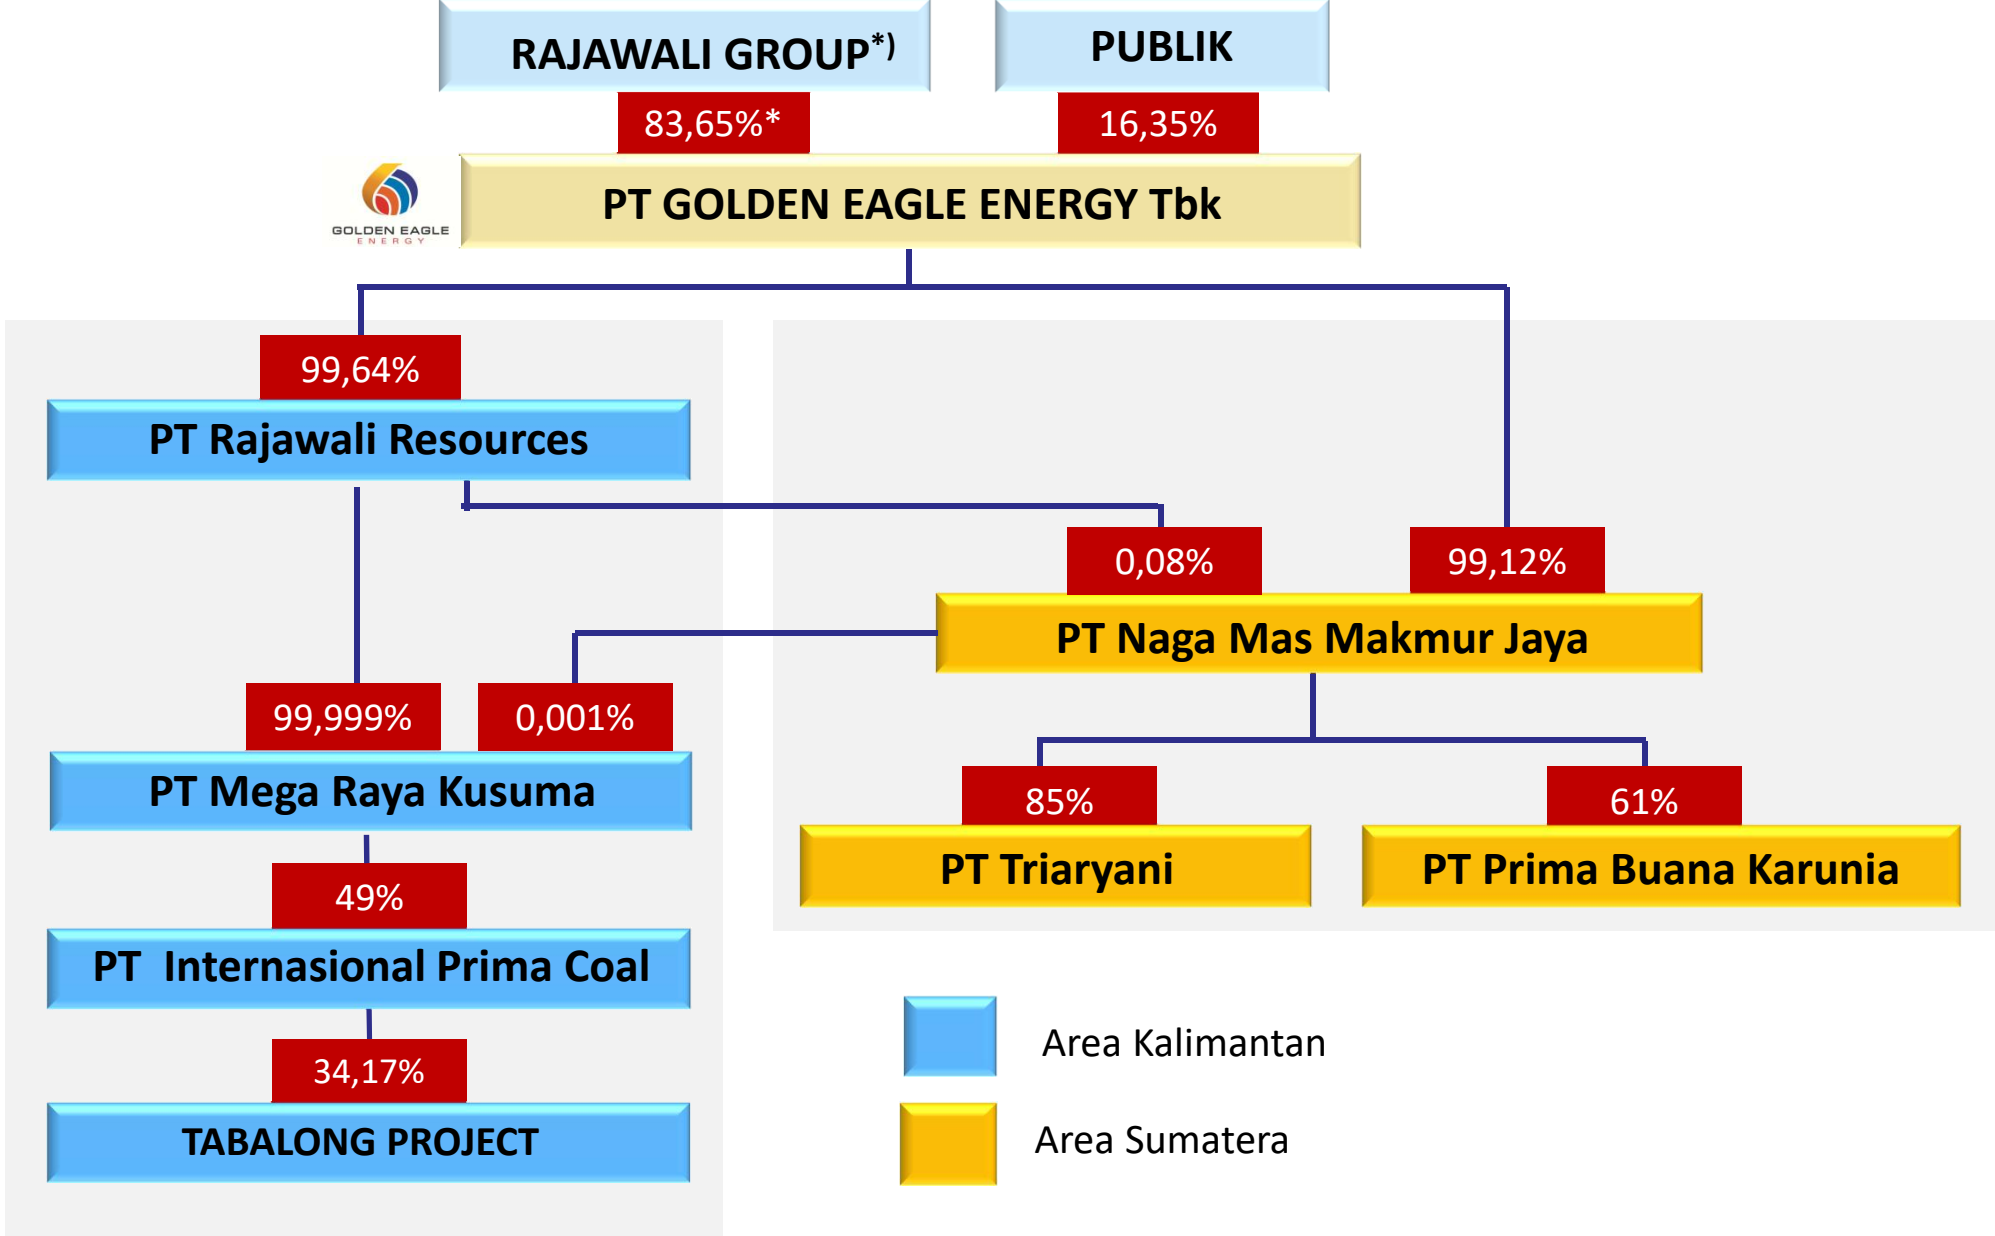 RAJAWALI GROUP*)
PUBLIK
83,65%*
16,35%
GOLDEN EAGLE
ENERGY
PT GOLDEN EAGLE ENERGY Tbk
99,64%
PT Rajawali Resources
0,08%
99,12%
PT Naga Mas Makmur Jaya
99,999%
0,001%
PT Mega Raya Kusuma
85%
61%
PT Triaryani
PT Prima Buana Karunia
49%
PT Internasional Prima Coal
34,17%
TABALONG PROJECT
Area Kalimantan
Area Sumatera